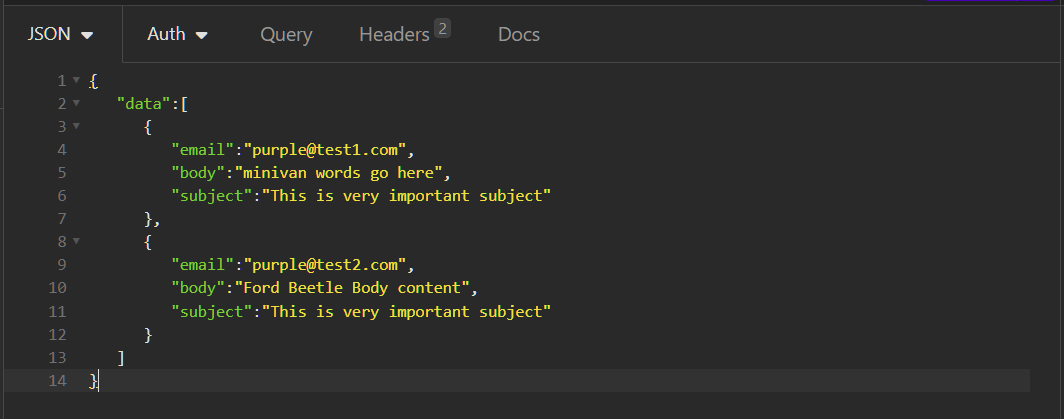 JSON Auth Query Headers 2 Docs
1 {
2 "data":[
3 {
4 "email":"purple@test1.com",
5 "body":"minivan words go here",
6 "subject":"This is very important subject"
7 },
8 {
9 "email":"purple@test2.com",
10 "body":"Ford Beetle Body content",
11 "subject":"This is very important subject"
12 }
13 ]
14 }